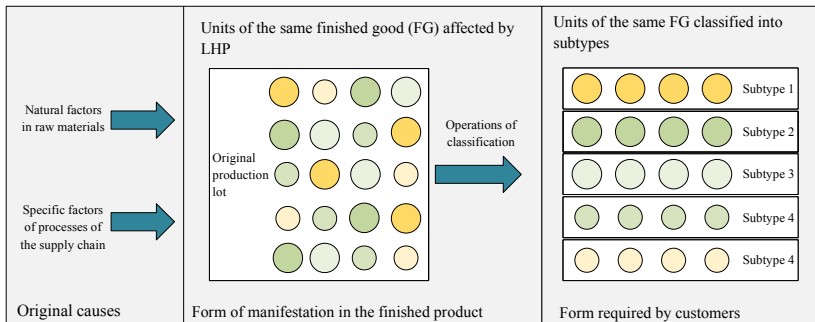 Natural factors
in raw materials
Specific factors
of processes of
the supply chain
Original causes
Units of the same finished good (FG) affected by
LHP
Original
production
lot
Form of manifestation in the finished product
Operations of
classification
Units of the same FG classified into
subtypes
Subtype 1
Subtype 2
Subtype 3
Subtype 4
Subtype 4
Form required by customers